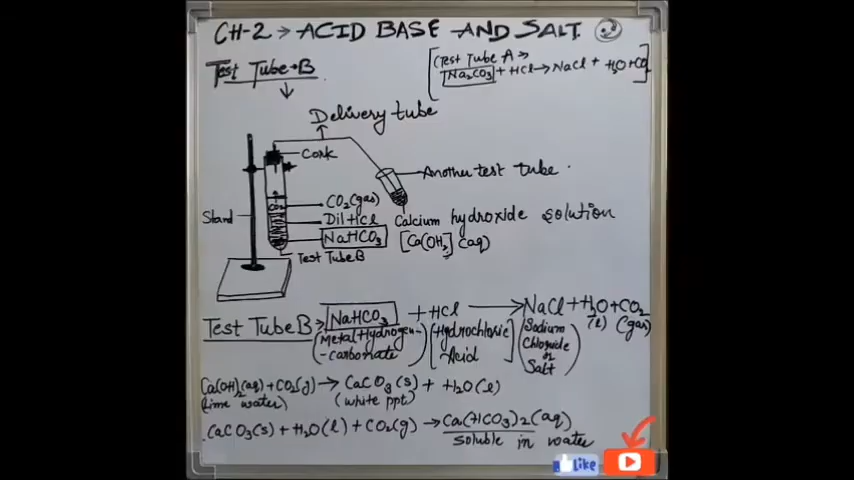 CH-2 → ACID BASE AND SALT
Test Tube→B
(Test Tube A →
Na₂CO₃ + HCl → NaCl + H₂O + CO₂
Delivery tube
Cork
Another test tube
CO₂(gas)
CO₂
Dil HCl
NaHCO₃
Stand
Test Tube B
Calcium hydroxide solution
[Ca(OH)₂] (aq)
Test Tube B → NaHCO₃ + HCl → NaCl + H₂O + CO₂
(l) (gas)
(Metal Hydrogen-
-carbonate)
[Hydrochloric
Acid]
(Sodium
Chloride
or
Salt)
Ca(OH)₂(aq) + CO₂(g) → CaCO₃(s) + H₂O(l)
(lime water) (white ppt)
CaCO₃(s) + H₂O(l) + CO₂(g) → Ca(HCO₃)2(aq)
soluble in water
Like